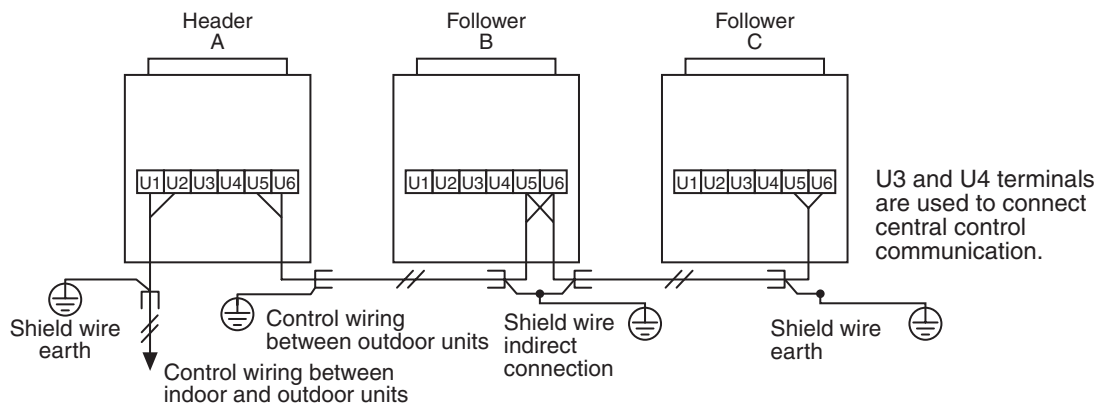 Header
A
Follower
B
Follower
C
U1 U2 U3 U4 U5 U6
U1 U2 U3 U4 U5 U6
U1 U2 U3 U4 U5 U6
U3 and U4 terminals
are used to connect
central control
communication.
Shield wire
earth
Control wiring
between outdoor units
Shield wire
indirect
connection
Shield wire
earth
Control wiring between
indoor and outdoor units